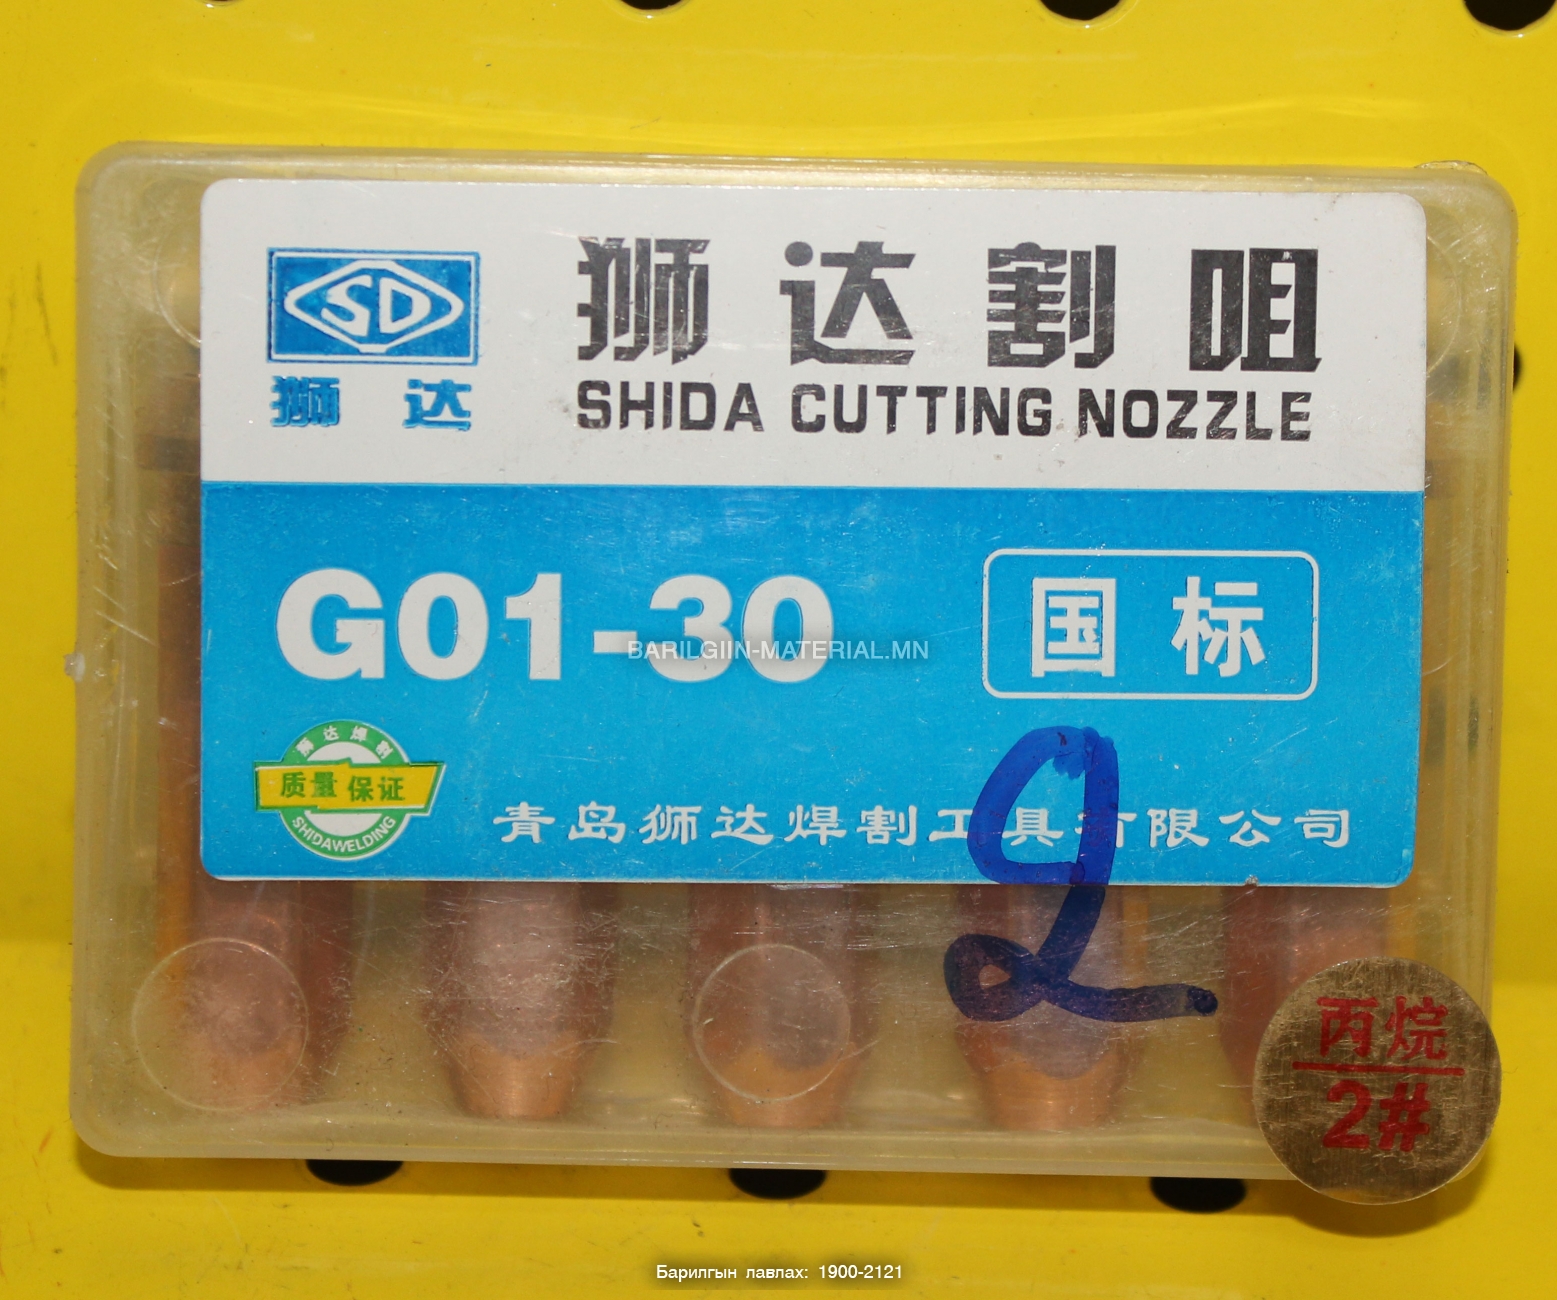 SD
狮达
狮达割咀
SHIDA CUTTING NOZZLE
G01-30
国标
BARILGIIN-MATERIAL.MN
狮达焊割
质量保证
SHIDAWELDING
青岛狮达焊割工具有限公司
2
丙烷
2#
Барилгын лавлах: 1900-2121